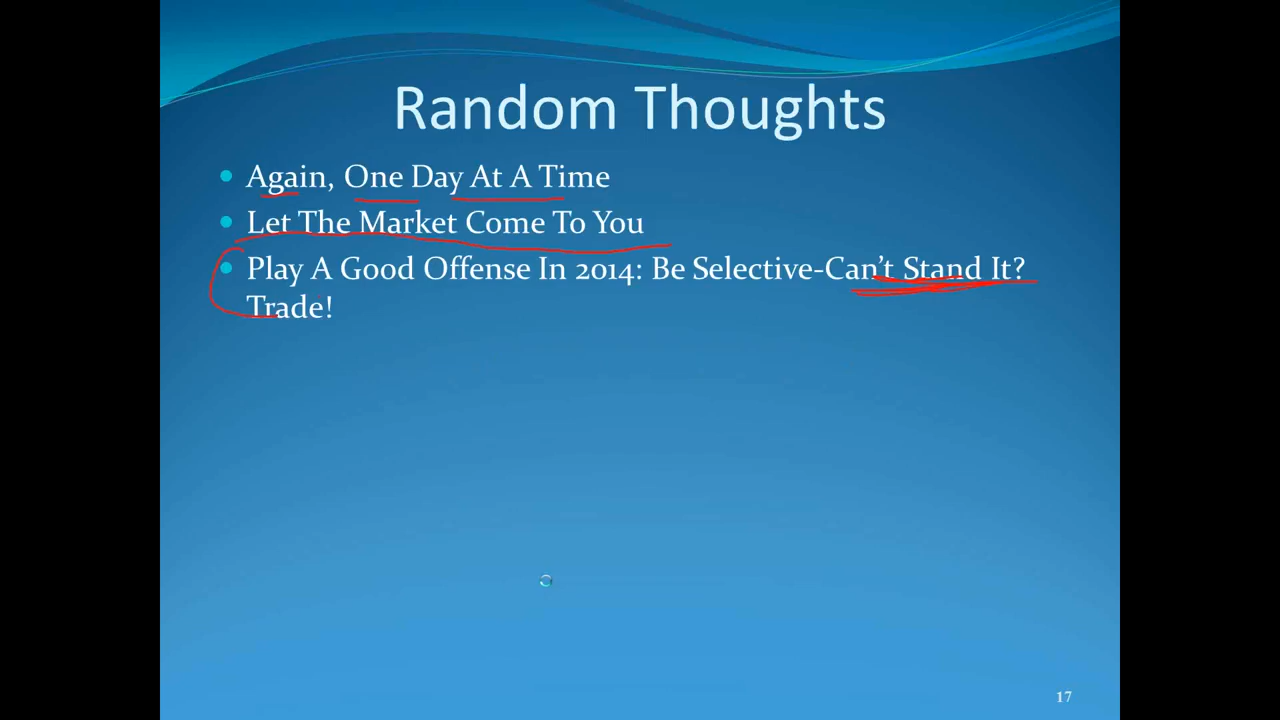 Random Thoughts
Again, One Day At A Time
Let The Market Come To You
Play A Good Offense In 2014: Be Selective-Can't Stand It?
Trade!
17